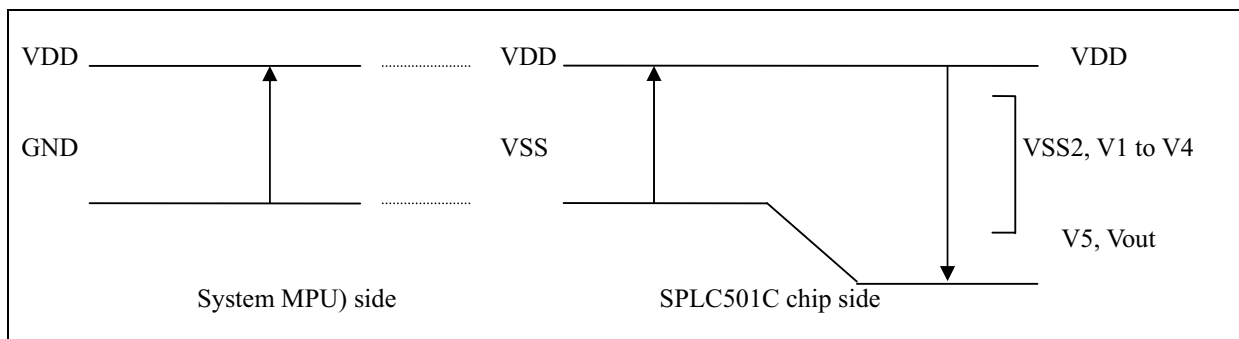 VDD VDD VDD
GND VSS VSS2, V1 to V4
V5, Vout
System MPU) side SPLC501C chip side